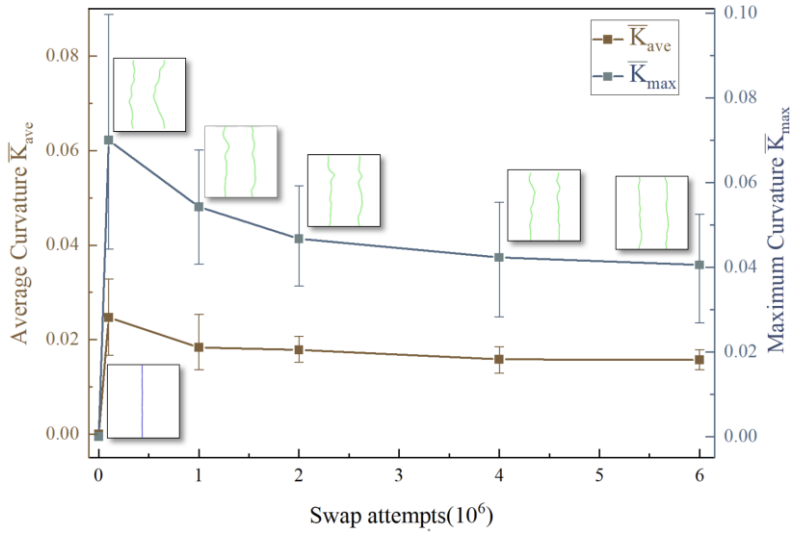 0.08
0.06
0.04
0.02
0.00
Average Curvature K̅ave
K̅ave
K̅max
0.10
0.08
0.06
0.04
0.02
0.00
Maximum Curvature K̅max
0 1 2 3 4 5 6
Swap attempts(10⁶)